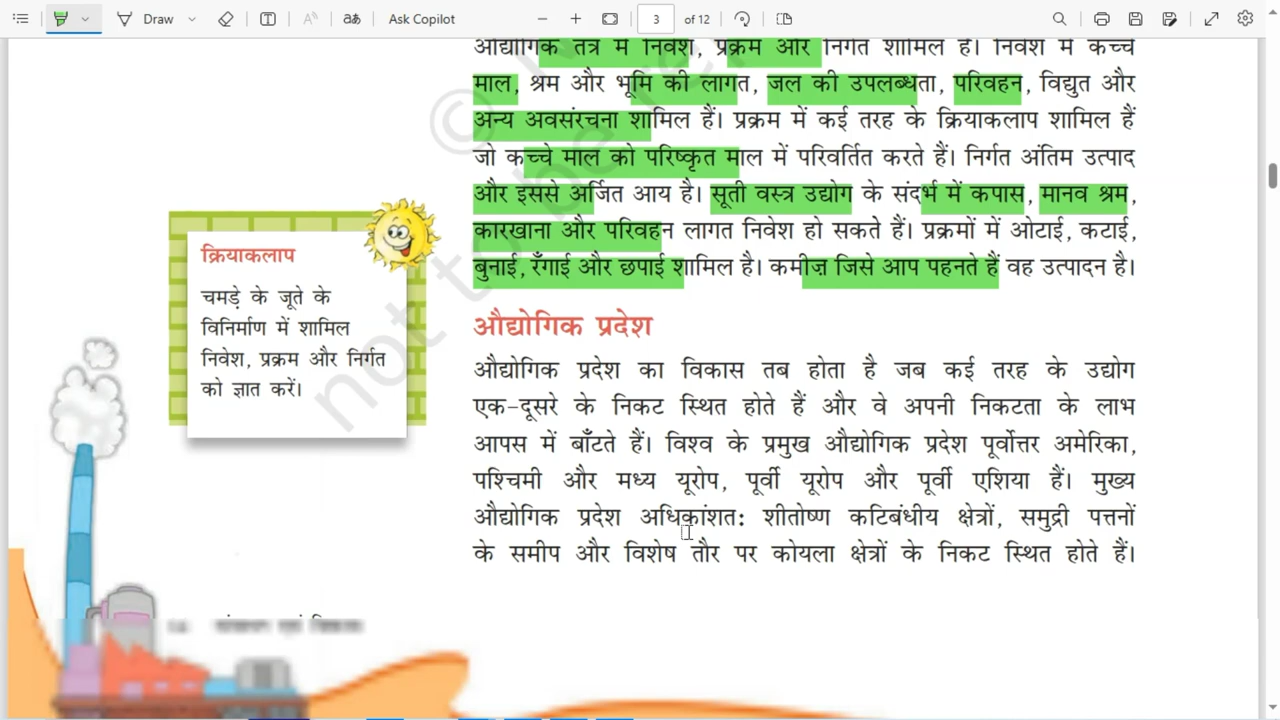 Draw
Ask Copilot
3
of 12
औद्योगिक तंत्र में निवेश, प्रक्रम और निर्गत शामिल हैं। निवेश में कच्चे
माल, श्रम और भूमि की लागत, जल की उपलब्धता, परिवहन, विद्युत और
अन्य अवसंरचना शामिल हैं। प्रक्रम में कई तरह के क्रियाकलाप शामिल हैं
जो कच्चे माल को परिष्कृत माल में परिवर्तित करते हैं। निर्गत अंतिम उत्पाद
और इससे अर्जित आय है। सूती वस्त्र उद्योग के संदर्भ में कपास, मानव श्रम,
कारखाना और परिवहन लागत निवेश हो सकते हैं। प्रक्रमों में ओटाई, कटाई,
बुनाई, रँगाई और छपाई शामिल है। कमीज़ जिसे आप पहनते हैं वह उत्पादन है।
क्रियाकलाप
चमड़े के जूते के
विनिर्माण में शामिल
निवेश, प्रक्रम और निर्गत
को ज्ञात करें।
औद्योगिक प्रदेश
औद्योगिक प्रदेश का विकास तब होता है जब कई तरह के उद्योग
एक-दूसरे के निकट स्थित होते हैं और वे अपनी निकटता के लाभ
आपस में बाँटते हैं। विश्व के प्रमुख औद्योगिक प्रदेश पूर्वोत्तर अमेरिका,
पश्चिमी और मध्य यूरोप, पूर्वी यूरोप और पूर्वी एशिया हैं। मुख्य
औद्योगिक प्रदेश अधिकांशत: शीतोष्ण कटिबंधीय क्षेत्रों, समुद्री पत्तनों
के समीप और विशेष तौर पर कोयला क्षेत्रों के निकट स्थित होते हैं।
not to be re